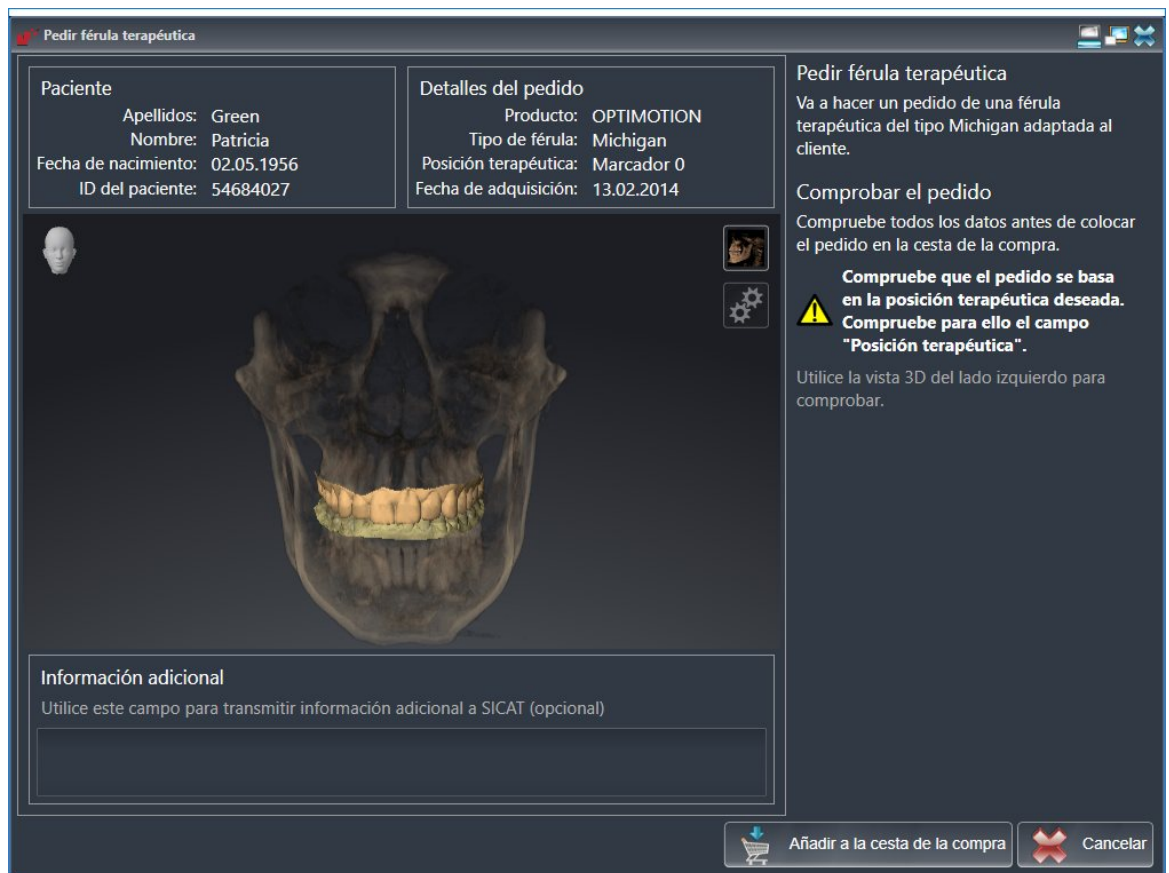 Pedir férula terapéutica
Paciente
Apellidos: Green
Nombre: Patricia
Fecha de nacimiento: 02.05.1956
ID del paciente: 54684027
Detalles del pedido
Producto: OPTIMOTION
Tipo de férula: Michigan
Posición terapéutica: Marcador 0
Fecha de adquisición: 13.02.2014
Información adicional
Utilice este campo para transmitir información adicional a SICAT (opcional)
Pedir férula terapéutica
Va a hacer un pedido de una férula
terapéutica del tipo Michigan adaptada al
cliente.
Comprobar el pedido
Compruebe todos los datos antes de colocar
el pedido en la cesta de la compra.
Compruebe que el pedido se basa
en la posición terapéutica deseada.
Compruebe para ello el campo
"Posición terapéutica".
Utilice la vista 3D del lado izquierdo para
comprobar.
Añadir a la cesta de la compra
Cancelar